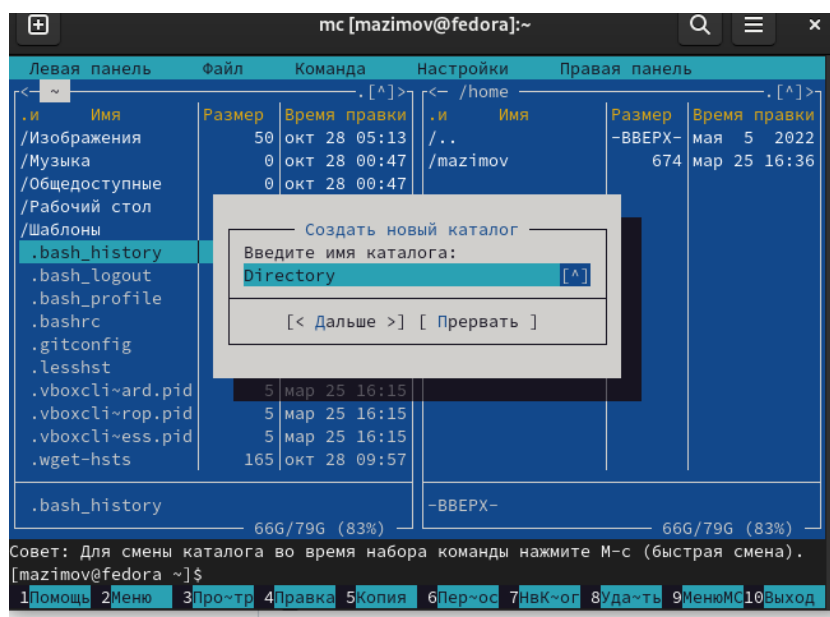 mc [mazimov@fedora]:~
Левая панель Файл Команда Настройки Правая панель
<— ~ .[^]> <— /home .[^]>
.и Имя Размер Время правки .и Имя Размер Время правки
/Изображения 50 окт 28 05:13 /.. -ВВЕРХ- мая 5 2022
/Музыка 0 окт 28 00:47 /mazimov 674 мар 25 16:36
/Общедоступные 0 окт 28 00:47
/Рабочий стол
/Шаблоны
.bash_history
.bash_logout
.bash_profile
.bashrc
.gitconfig
.lesshst
.vboxcli~ard.pid 5 мар 25 16:15
.vboxcli~rop.pid 5 мар 25 16:15
.vboxcli~ess.pid 5 мар 25 16:15
.wget-hsts 165 окт 28 09:57
Создать новый каталог
Введите имя каталога:
Directory [^]
[< Дальше >] [ Прервать ]
.bash_history -ВВЕРХ-
66G/79G (83%) 66G/79G (83%)
Совет: Для смены каталога во время набора команды нажмите M-c (быстрая смена).
[mazimov@fedora ~]$
1Помощь 2Меню 3Про~тр 4Правка 5Копия 6Пер~ос 7НвК~ог 8Уда~ть 9МенюMC10Выход